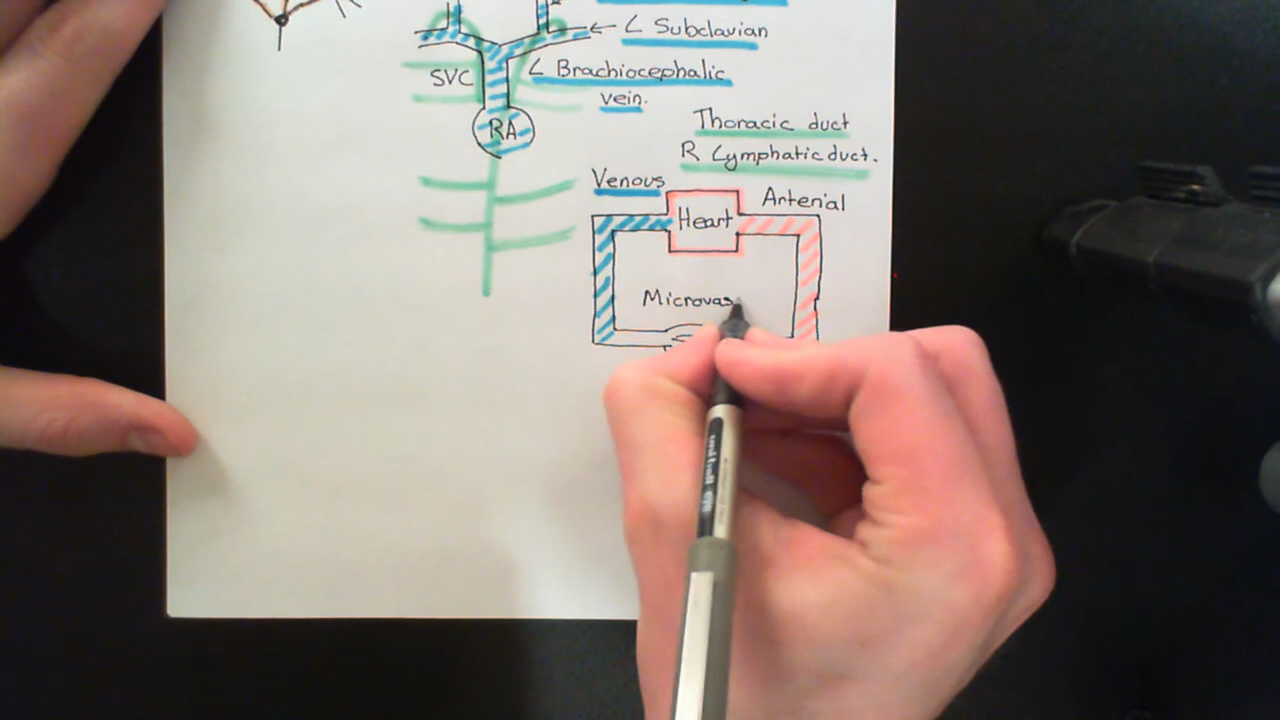 L Subclavian
SVC
L Brachiocephalic
vein.
RA
Thoracic duct
R Lymphatic duct.
Venous
Arterial
Heart
Microvas